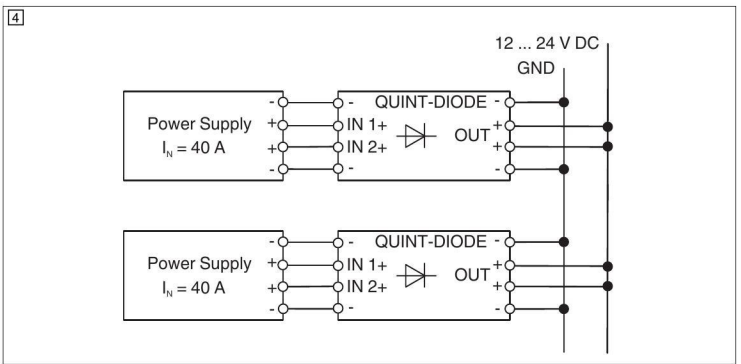 4
12 ... 24 V DC
GND
- - QUINT-DIODE -
Power Supply + IN 1+ OUT +
I_N = 40 A + IN 2+ +
- - -
- - QUINT-DIODE -
Power Supply + IN 1+ OUT +
I_N = 40 A + IN 2+ +
- - -